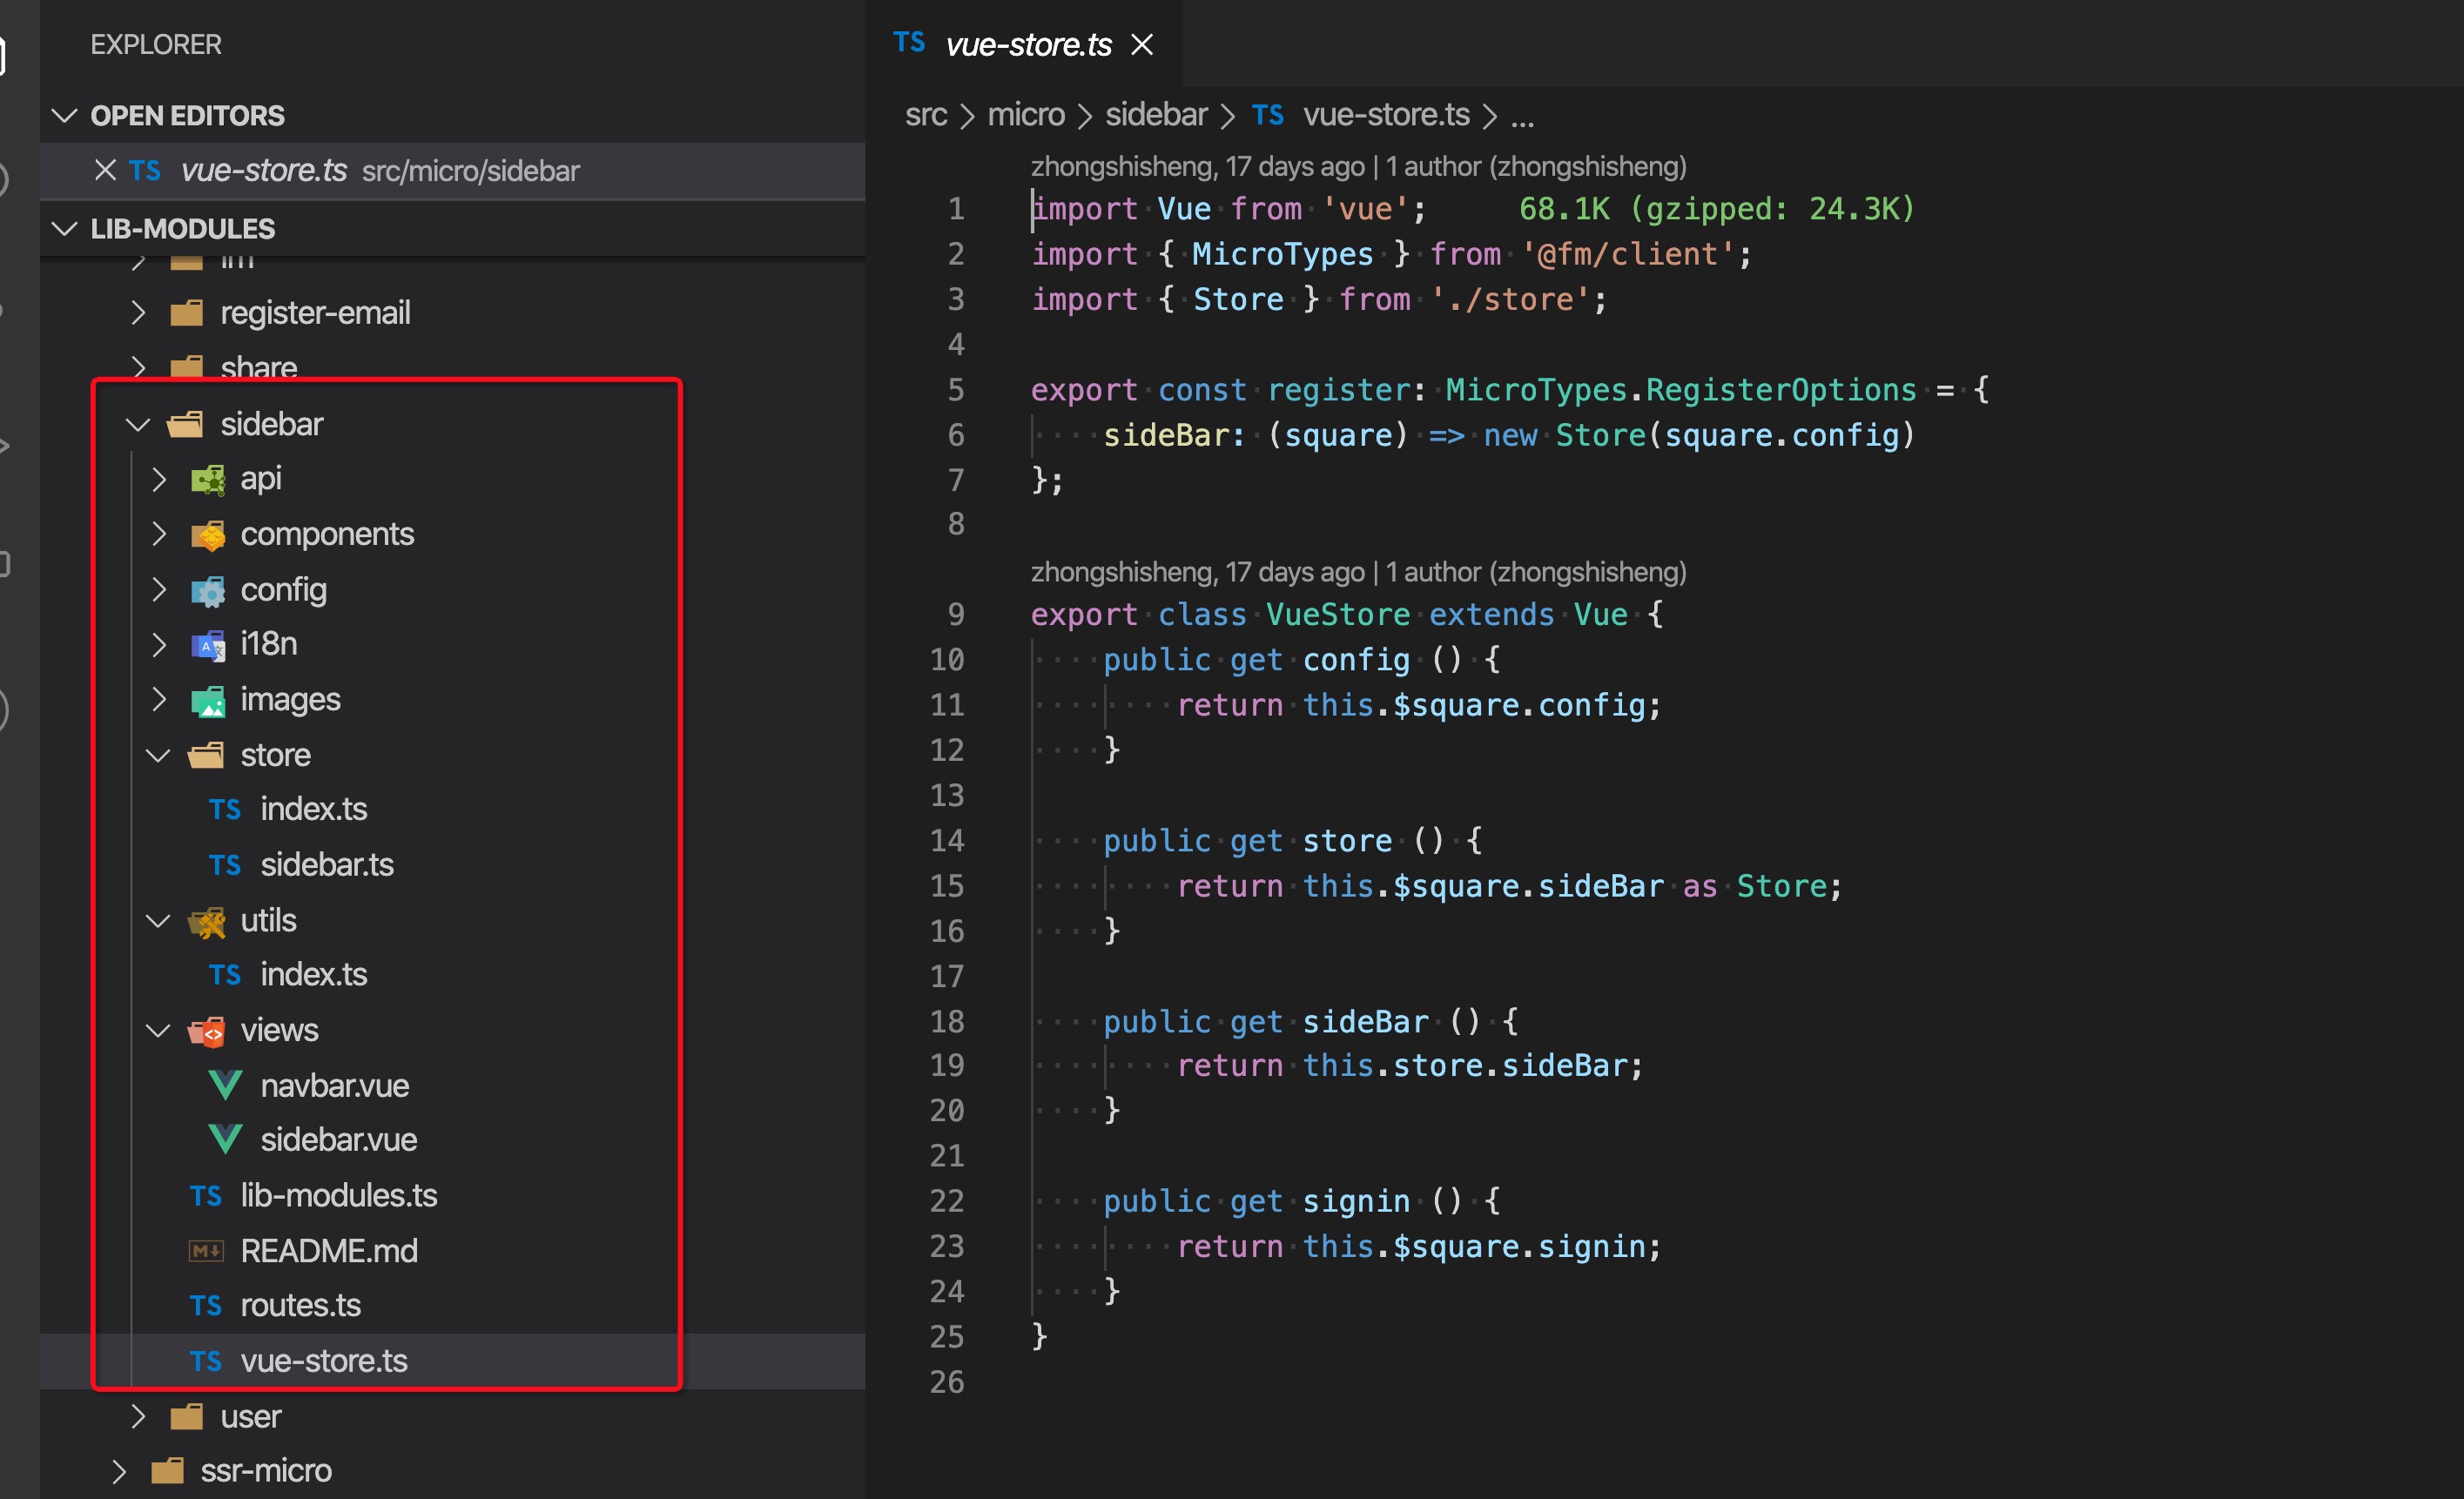 EXPLORER
OPEN EDITORS
TS vue-store.ts src/micro/sidebar
LIB-MODULES
register-email
share
sidebar
api
components
config
i18n
images
store
TS index.ts
TS sidebar.ts
utils
TS index.ts
views
navbar.vue
sidebar.vue
TS lib-modules.ts
README.md
TS routes.ts
TS vue-store.ts
user
ssr-micro
TS vue-store.ts
src > micro > sidebar > TS vue-store.ts > ...
zhongshisheng, 17 days ago | 1 author (zhongshisheng)
1 import Vue from 'vue'; 68.1K (gzipped: 24.3K)
2 import { MicroTypes } from '@fm/client';
3 import { Store } from './store';
4
5 export const register: MicroTypes.RegisterOptions = {
6 sideBar: (square) => new Store(square.config)
7 };
8
zhongshisheng, 17 days ago | 1 author (zhongshisheng)
9 export class VueStore extends Vue {
10 public get config () {
11 return this.$square.config;
12 }
13
14 public get store () {
15 return this.$square.sideBar as Store;
16 }
17
18 public get sideBar () {
19 return this.store.sideBar;
20 }
21
22 public get signin () {
23 return this.$square.signin;
24 }
25 }
26